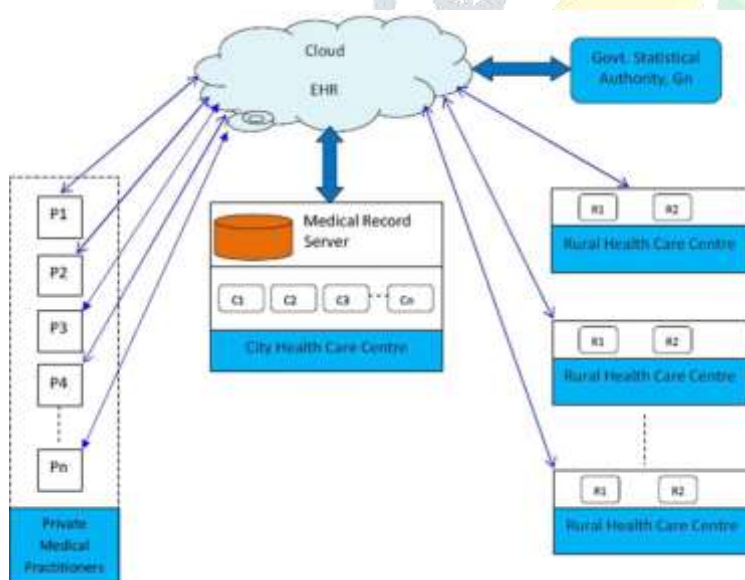 Cloud
EHR
Govt. Statistical
Authority, Gn
P1
P2
P3
P4
Pn
Private
Medical
Practitioners
Medical Record
Server
C1 C2 C3 Cn
City Health Care Centre
R1 R2
Rural Health Care Centre
R1 R2
Rural Health Care Centre
R1 R2
Rural Health Care Centre